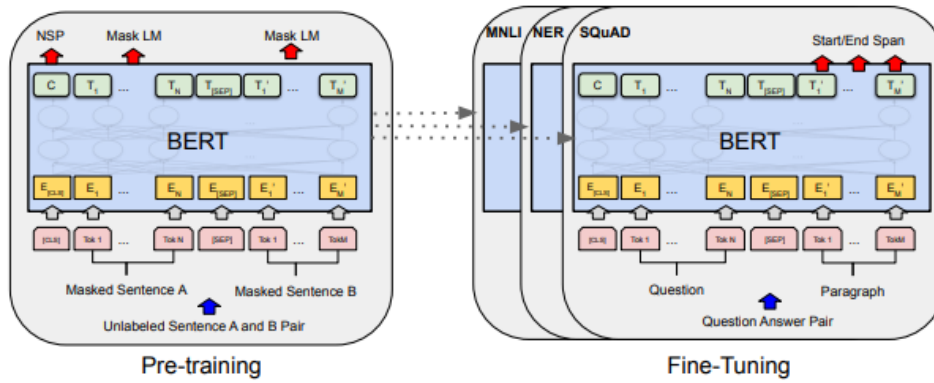 NSP Mask LM Mask LM
C T1 ... TN T[SEP] T1' ... TM'
BERT
E[CLS] E1 ... EN E[SEP] E1' ... EM'
[CLS] Tok 1 ... Tok N [SEP] Tok 1 ... TokM
Masked Sentence A Masked Sentence B
Unlabeled Sentence A and B Pair
Pre-training
MNLI NER SQuAD
Start/End Span
C T1 ... TN T[SEP] T1' ... TM'
BERT
E[CLS] E1 ... EN E[SEP] E1' ... EM'
[CLS] Tok 1 ... Tok N [SEP] Tok 1 ... TokM
Question Paragraph
Question Answer Pair
Fine-Tuning